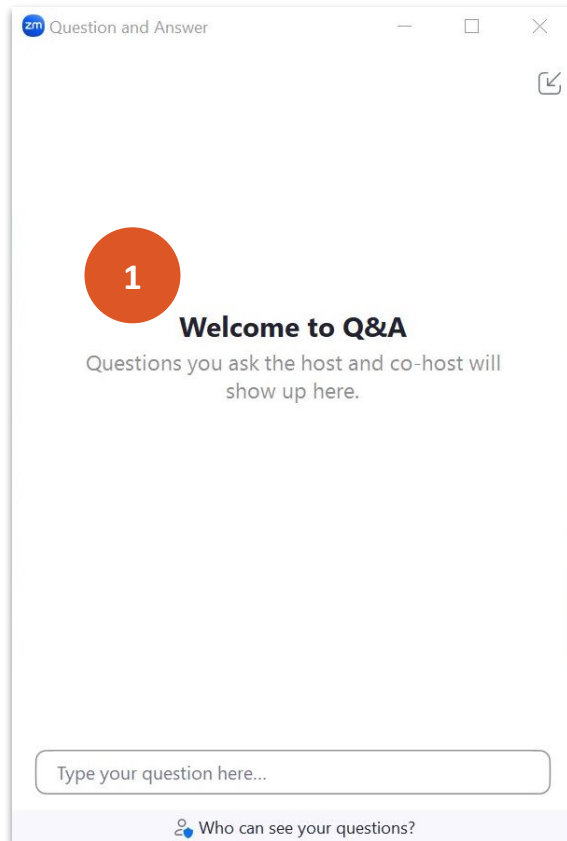 zm Question and Answer
1
Welcome to Q&A
Questions you ask the host and co-host will
show up here.
Type your question here...
Who can see your questions?